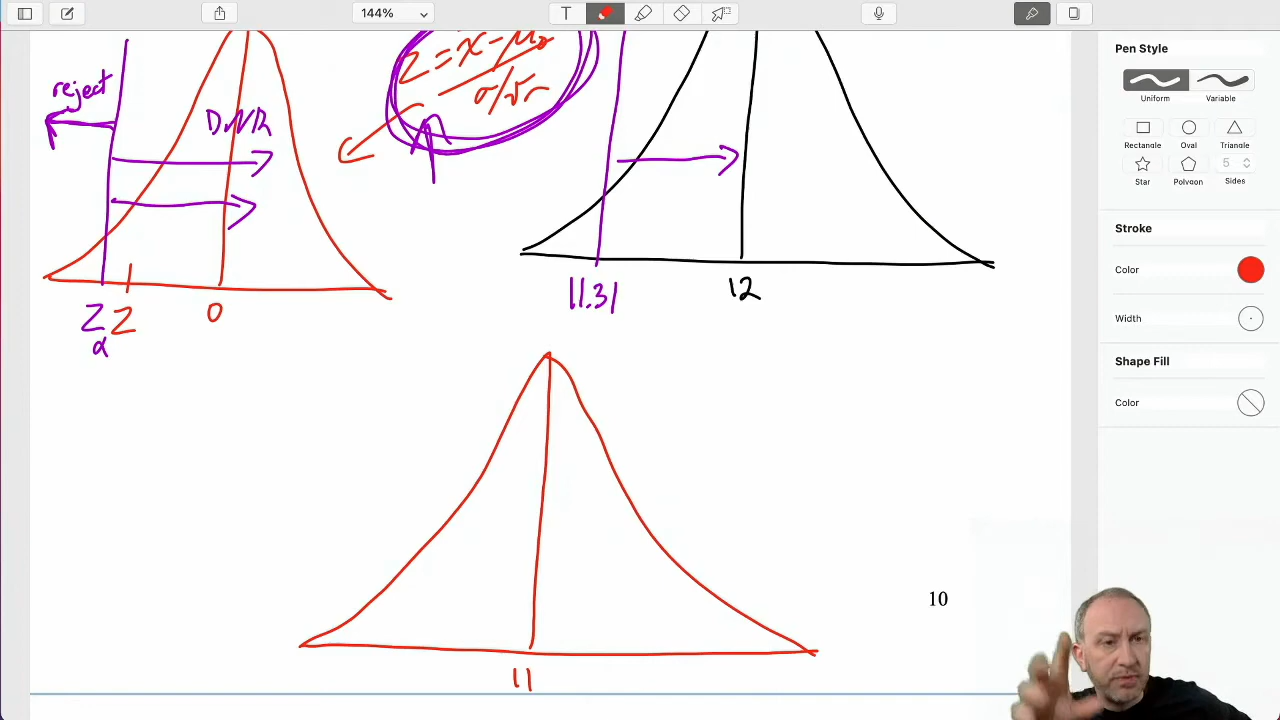 144%
T
Pen Style
Uniform
Variable
Rectangle
Oval
Triangle
Star
Polygon
5
Sides
Stroke
Color
Width
Shape Fill
Color
reject
DNR
Z = x - μ₀
σ/√n
Z
α
Z
0
11.31
12
11
10